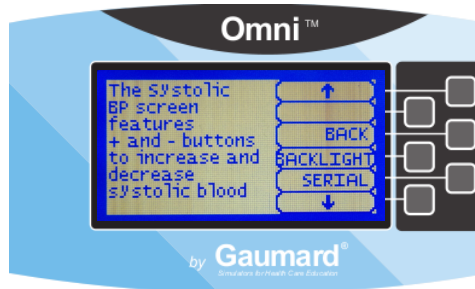 Omni™
The Systolic
BP screen
features
+ and - buttons
to increase and
decrease
systolic blood
↑
BACK
BACKLIGHT
SERIAL
↓
by Gaumard®
Simulators for Health Care Education